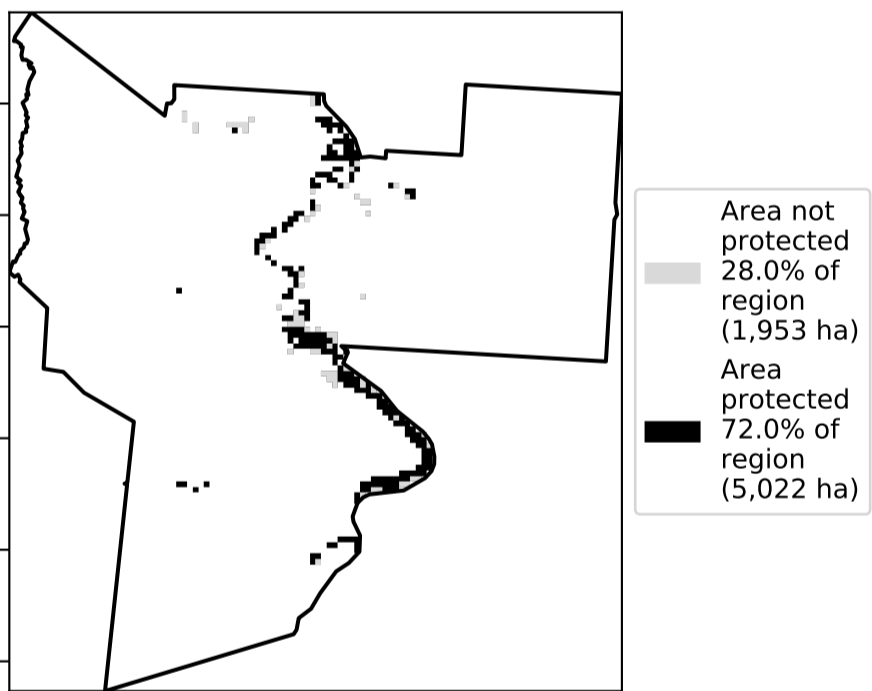 Area not
protected
28.0% of
region
(1,953 ha)
Area
protected
72.0% of
region
(5,022 ha)